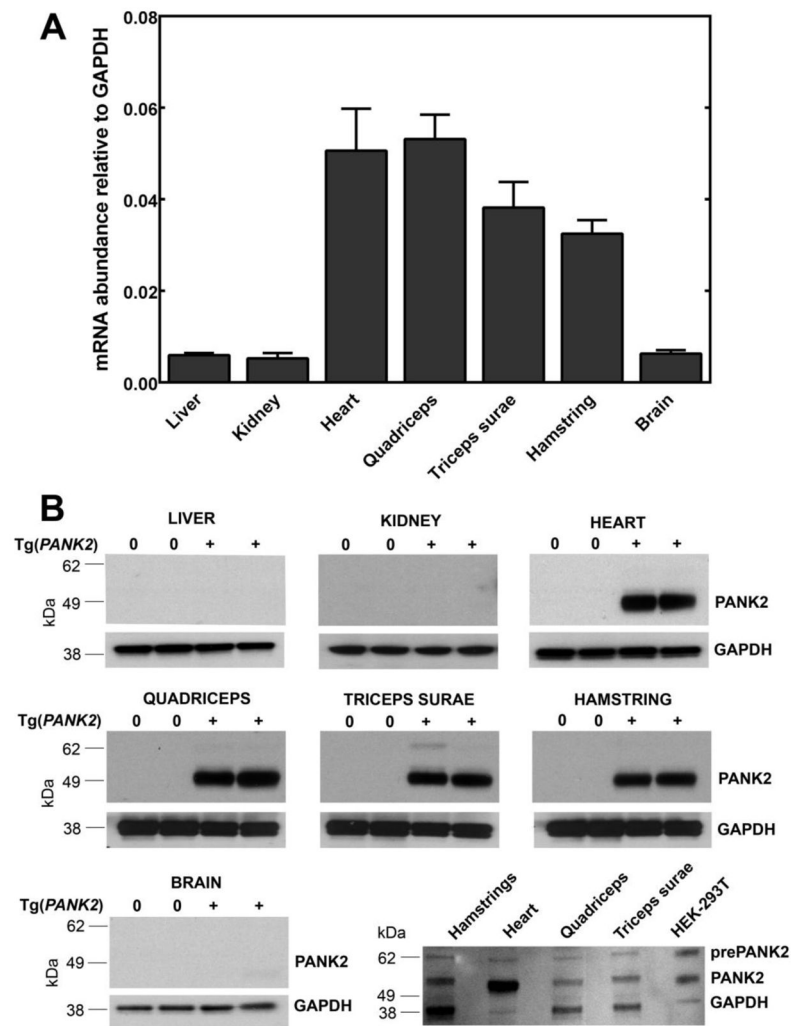 A
mRNA abundance relative to GAPDH
0.08
0.06
0.04
0.02
0.00
Liver
Kidney
Heart
Quadriceps
Triceps surae
Hamstring
Brain
B
LIVER
KIDNEY
HEART
Tg(PANK2) 0 0 + + 0 0 + + 0 0 + +
62
kDa
49
PANK2
38
GAPDH
QUADRICEPS
TRICEPS SURAE
HAMSTRING
Tg(PANK2) 0 0 + + 0 0 + + 0 0 + +
62
kDa
49
PANK2
38
GAPDH
BRAIN
Tg(PANK2) 0 0 + +
62
kDa
49
PANK2
38
GAPDH
Hamstrings
Heart
Quadriceps
Triceps surae
HEK-293T
kDa
62
prePANK2
PANK2
49
GAPDH
38